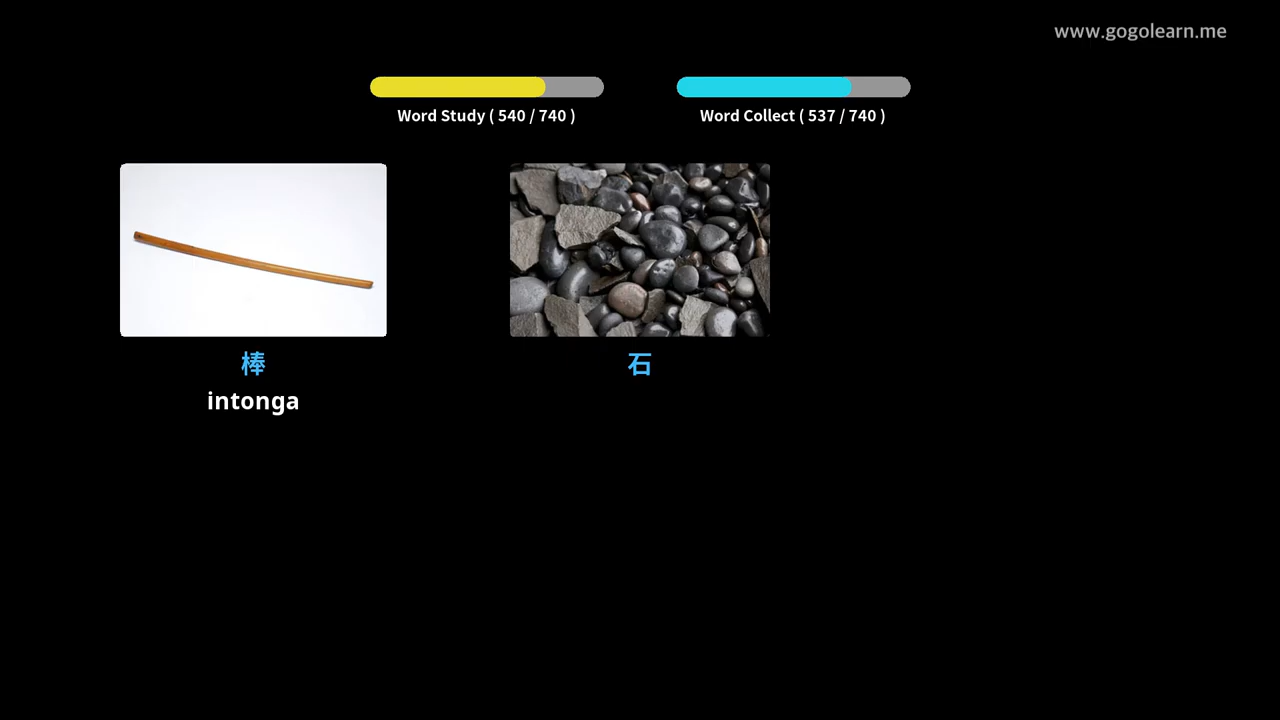 www.gogolearn.me
Word Study ( 540 / 740 )
Word Collect ( 537 / 740 )
棒
intonga
石